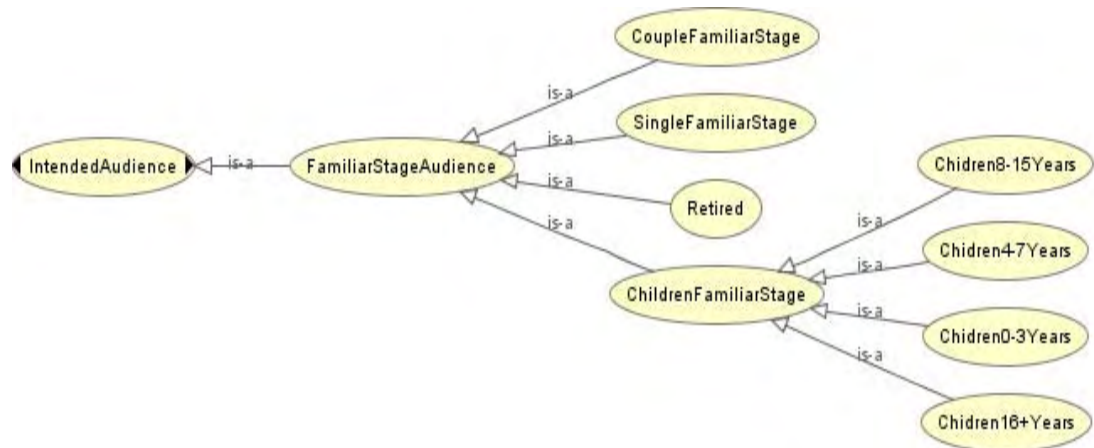 CoupleFamiliarStage
is-a
SingleFamiliarStage
is-a
IntendedAudience
is-a
FamiliarStageAudience
is-a
Retired
is-a
ChildrenFamiliarStage
Chidren8-15Years
is-a
Chidren4-7Years
is-a
Chidren0-3Years
is-a
Chidren16+Years
is-a